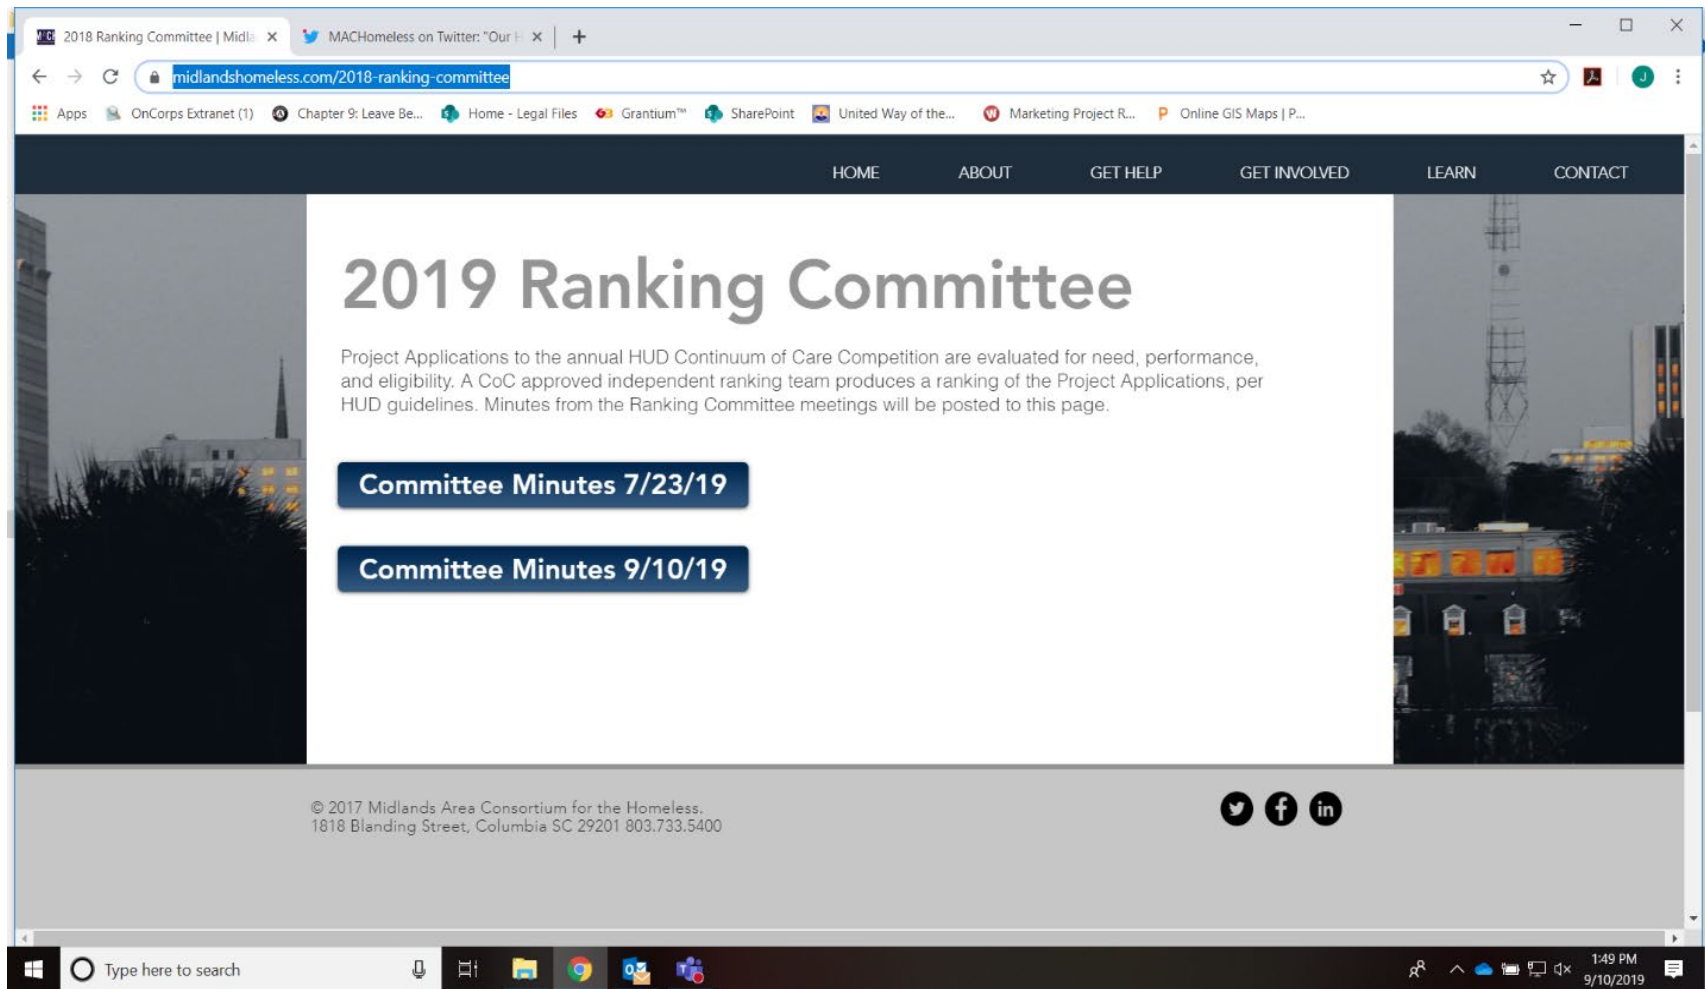 2018 Ranking Committee | Midla
MACHomeless on Twitter: "Our H
midlandshomeless.com/2018-ranking-committee
J
Apps OnCorps Extranet (1) Chapter 9: Leave Be... Home - Legal Files Grantium™ SharePoint United Way of the... Marketing Project R... Online GIS Maps | P...
HOME ABOUT GET HELP GET INVOLVED LEARN CONTACT
2019 Ranking Committee
Project Applications to the annual HUD Continuum of Care Competition are evaluated for need, performance,
and eligibility. A CoC approved independent ranking team produces a ranking of the Project Applications, per
HUD guidelines. Minutes from the Ranking Committee meetings will be posted to this page.
Committee Minutes 7/23/19
Committee Minutes 9/10/19
© 2017 Midlands Area Consortium for the Homeless.
1818 Blanding Street, Columbia SC 29201 803.733.5400
Type here to search
1:49 PM
9/10/2019